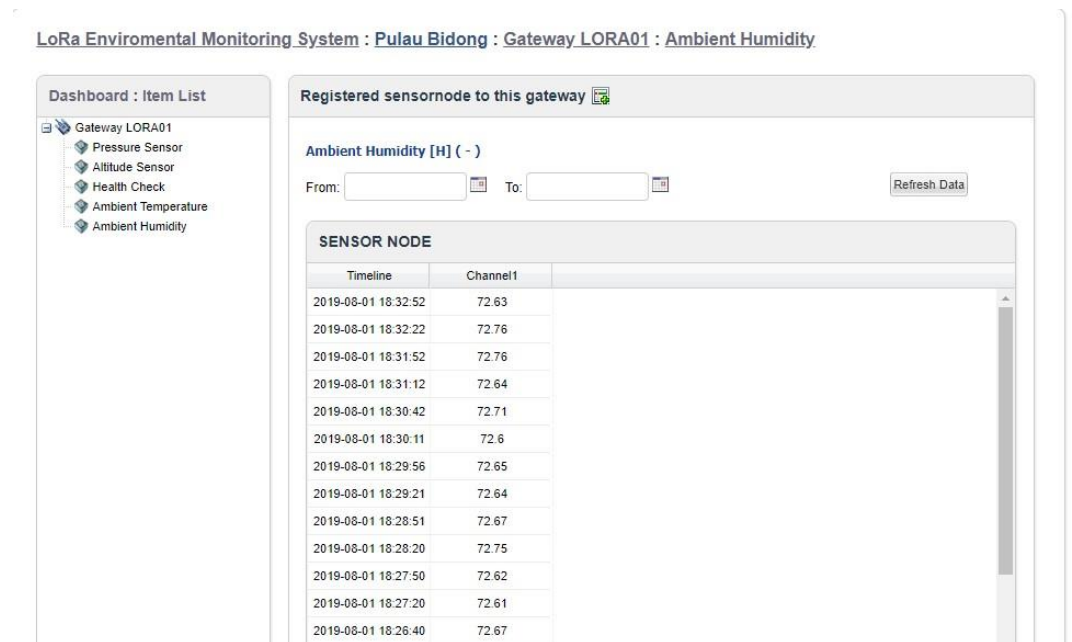 LoRa Enviromental Monitoring System : Pulau Bidong : Gateway LORA01 : Ambient Humidity
Dashboard : Item List
Gateway LORA01
Pressure Sensor
Altitude Sensor
Health Check
Ambient Temperature
Ambient Humidity
Registered sensornode to this gateway
Ambient Humidity [H] ( - )
From: To: Refresh Data
SENSOR NODE
Timeline Channel1
2019-08-01 18:32:52 72.63
2019-08-01 18:32:22 72.76
2019-08-01 18:31:52 72.76
2019-08-01 18:31:12 72.64
2019-08-01 18:30:42 72.71
2019-08-01 18:30:11 72.6
2019-08-01 18:29:56 72.65
2019-08-01 18:29:21 72.64
2019-08-01 18:28:51 72.67
2019-08-01 18:28:20 72.75
2019-08-01 18:27:50 72.62
2019-08-01 18:27:20 72.61
2019-08-01 18:26:40 72.67